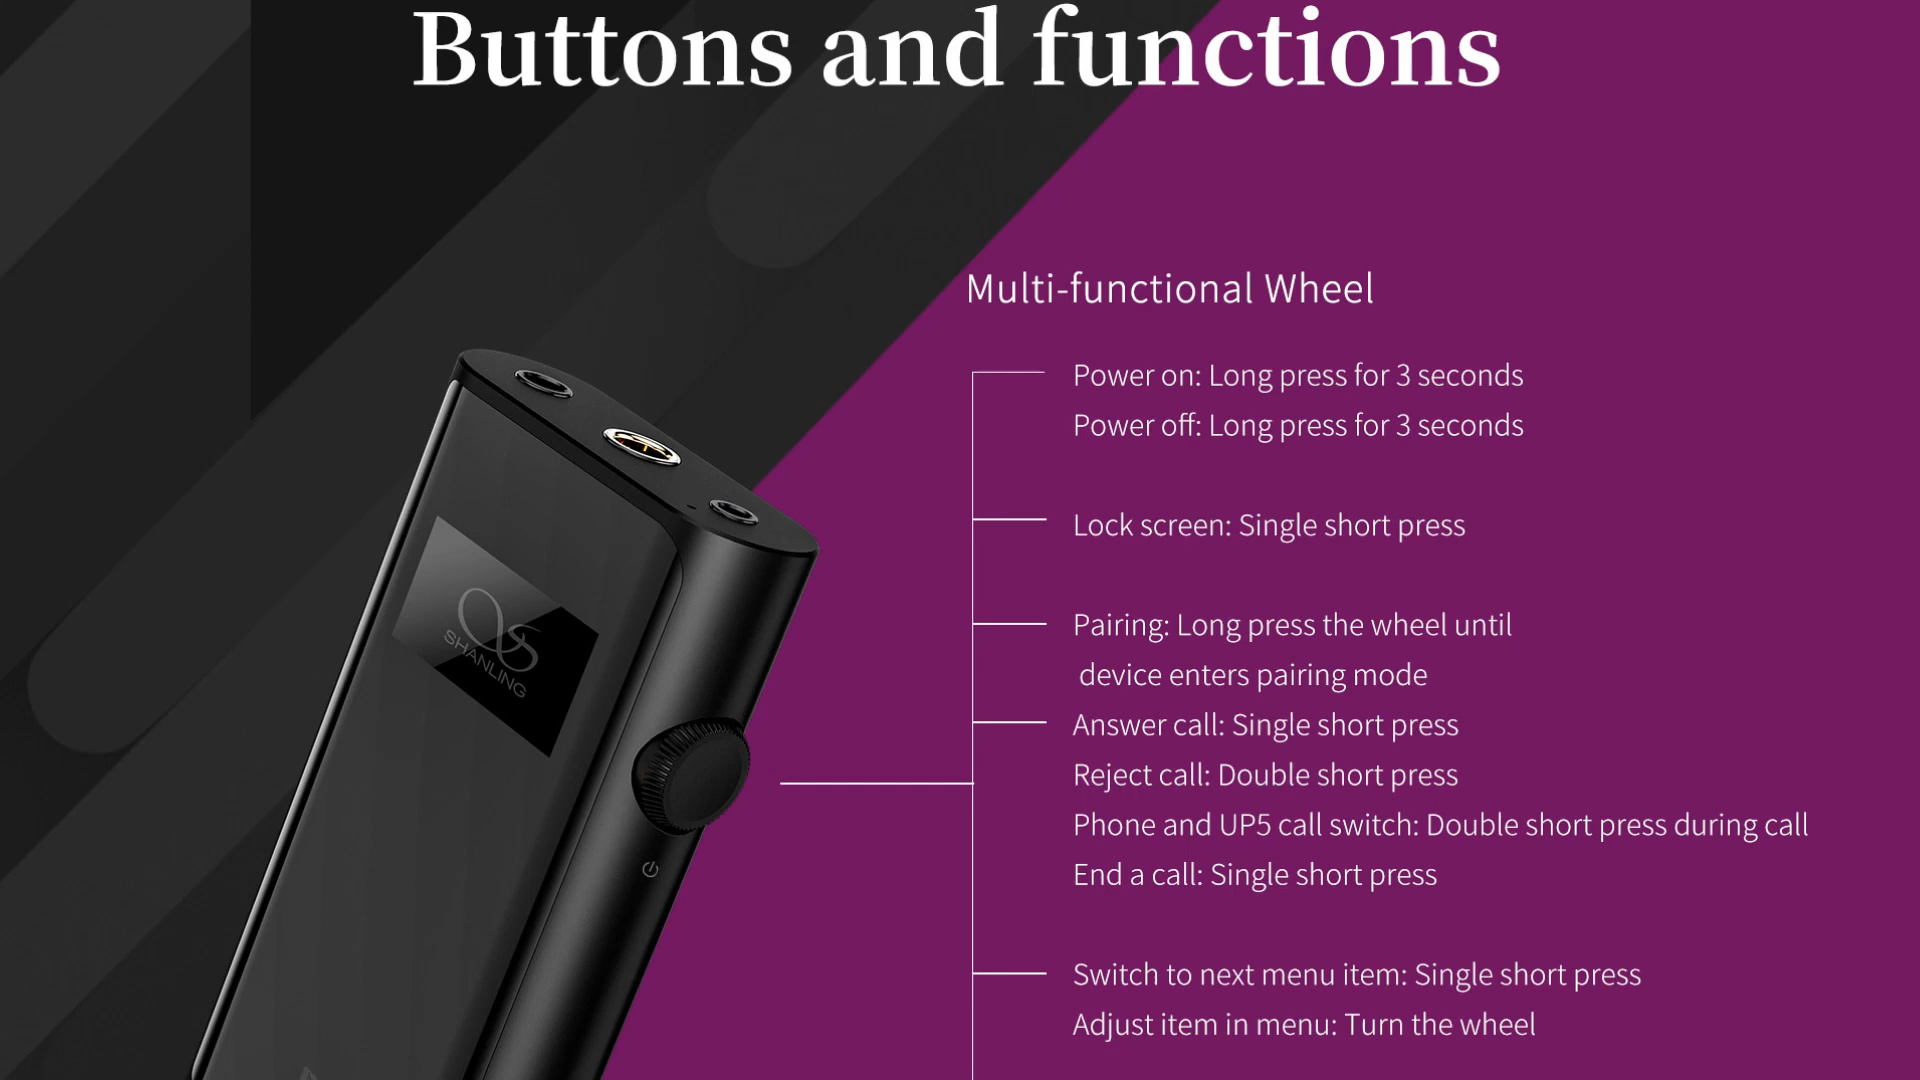 Buttons and functions
Multi-functional Wheel
Power on: Long press for 3 seconds
Power off: Long press for 3 seconds
Lock screen: Single short press
Pairing: Long press the wheel until
device enters pairing mode
Answer call: Single short press
Reject call: Double short press
Phone and UP5 call switch: Double short press during call
End a call: Single short press
Switch to next menu item: Single short press
Adjust item in menu: Turn the wheel
SHANLING